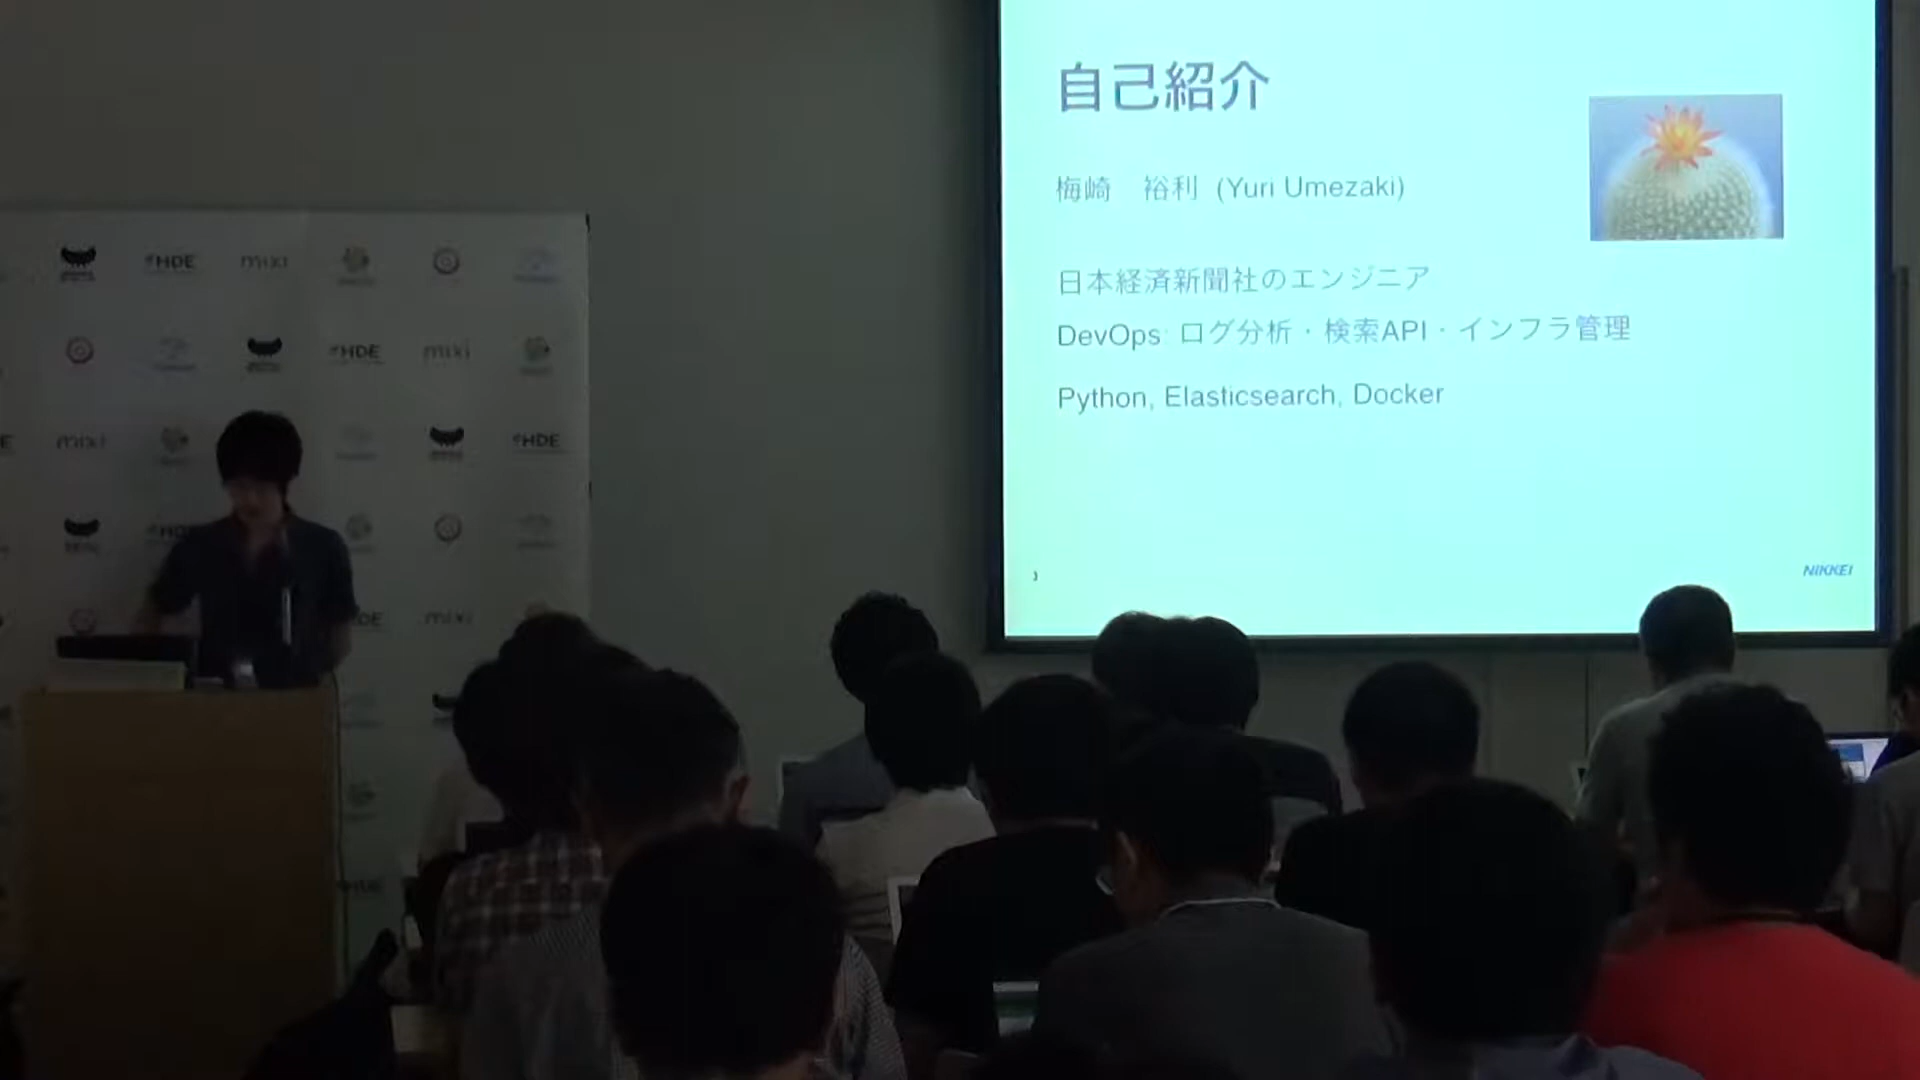 自己紹介
梅崎 裕利 (Yuri Umezaki)
日本経済新聞社のエンジニア
DevOps: ログ分析・検索API・インフラ管理
Python, Elasticsearch, Docker
NIKKEI
HDE mixi
HDE mixi
mixi HDE
HDE
HDE mixi